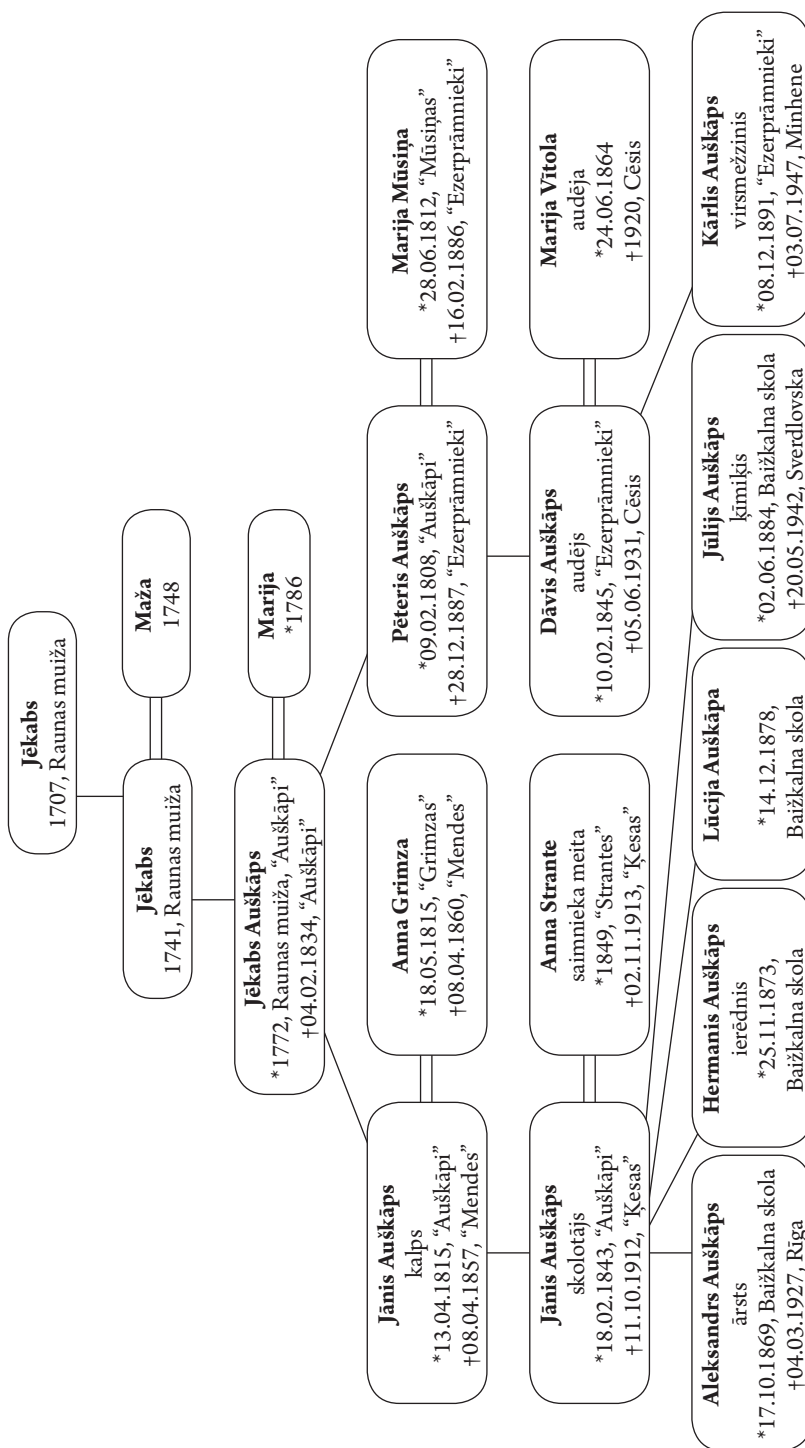 Jēkabs
1707, Raunas muiža
Jēkabs
1741, Raunas muiža
Maža
1748
Jēkabs Auškāps
*1772, Raunas muiža, “Auškāpi”
+04.02.1834, “Auškāpi”
Marija
*1786
Jānis Auškāps
kalps
*13.04.1815, “Auškāpi”
+08.04.1857, “Mendes”
Anna Grimza
*18.05.1815, “Grimzas”
+08.04.1860, “Mendes”
Pēteris Auškāps
*09.02.1808, “Auškāpi”
+28.12.1887, “Ezerprāmnieki”
Marija Mūsiņa
*28.06.1812, “Mūsiņas”
+16.02.1886, “Ezerprāmnieki”
Jānis Auškāps
skolotājs
*18.02.1843, “Auškāpi”
+11.10.1912, “Ķesas”
Anna Strante
saimnieka meita
*1849, “Strantes”
+02.11.1913, “Ķesas”
Dāvis Auškāps
audējs
*10.02.1845, “Ezerprāmnieki”
+05.06.1931, Cēsis
Marija Vītola
audēja
*24.06.1864
+1920, Cēsis
Aleksandrs Auškāps
ārsts
*17.10.1869, Baižkalna skola
+04.03.1927, Rīga
Hermanis Auškāps
ierēdnis
*25.11.1873,
Baižkalna skola
Lūcija Auškāpa
*14.12.1878,
Baižkalna skola
Jūlijs Auškāps
ķīmiķis
*02.06.1884, Baižkalna skola
+20.05.1942, Sverdlovska
Kārlis Auškāps
virsmežzinis
*08.12.1891, “Ezerprāmnieki”
+03.07.1947, Minhene